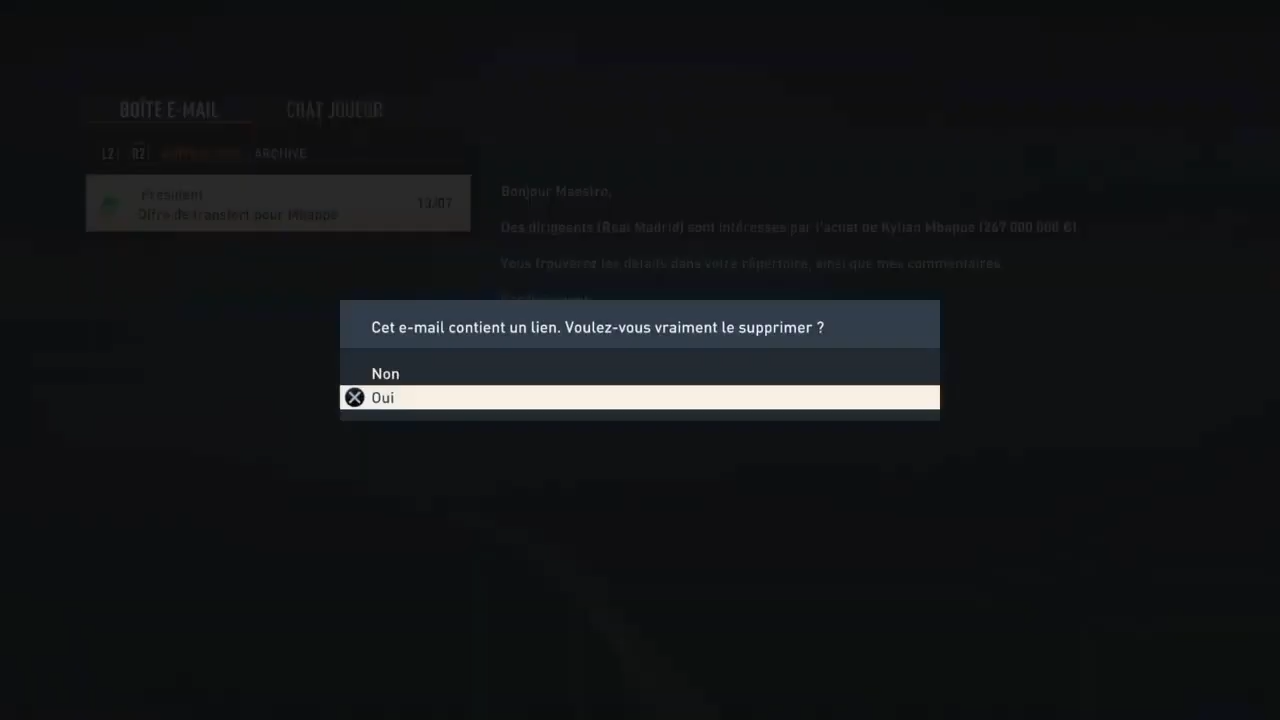 BOÎTE E-MAIL
CHAT JOUEUR
L2 R2 ARCHIVE
Président
Offre de transfert pour Mbappé
13/07
Bonjour Maestro,
Des dirigeants (Real Madrid) sont intéressés par l'achat de Kylian Mbappé (267 000 000 €)
Vous trouverez les détails dans votre répertoire, ainsi que mes commentaires.
Cet e-mail contient un lien. Voulez-vous vraiment le supprimer ?
Non
Oui